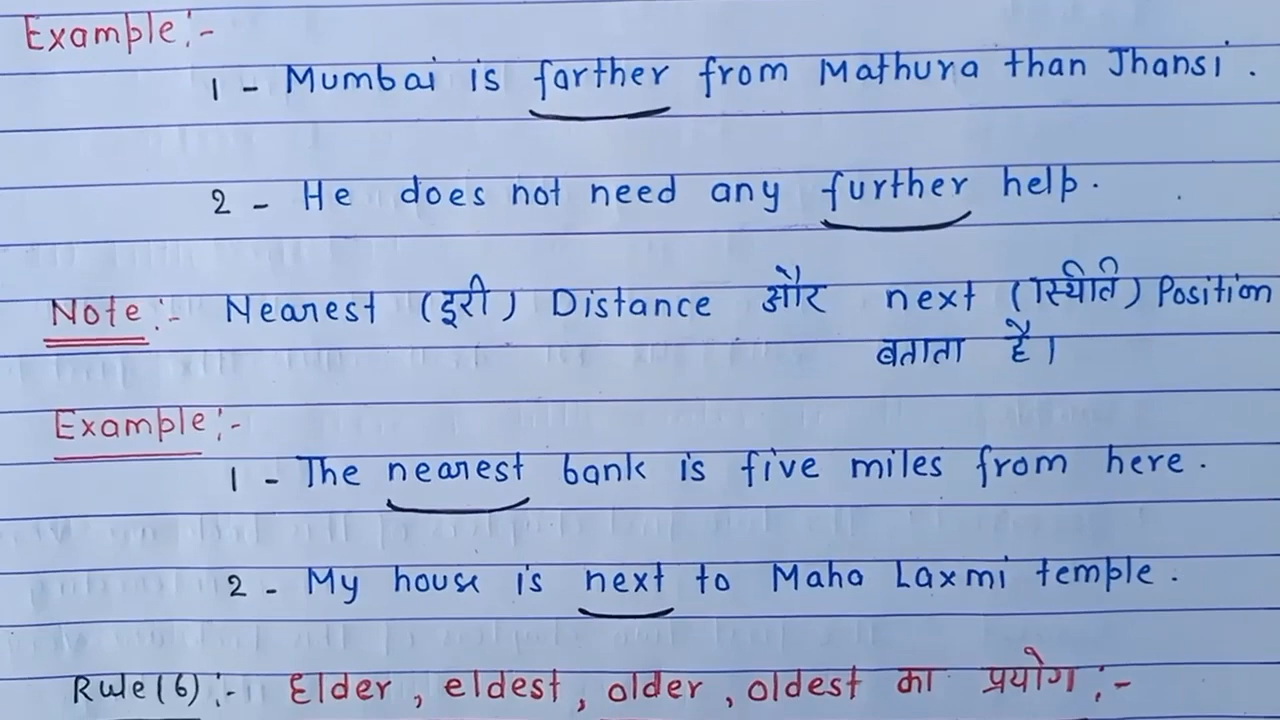 Example :-
1 - Mumbai is farther from Mathura than Jhansi .
2 - He does not need any further help .
Note :- Nearest (दूरी) Distance और next (स्थिति) Position
बताता है।
Example :-
1 - The nearest bank is five miles from here .
2 - My house is next to Maha Laxmi temple .
Rule (6) :- Elder , eldest , older , oldest का प्रयोग :-